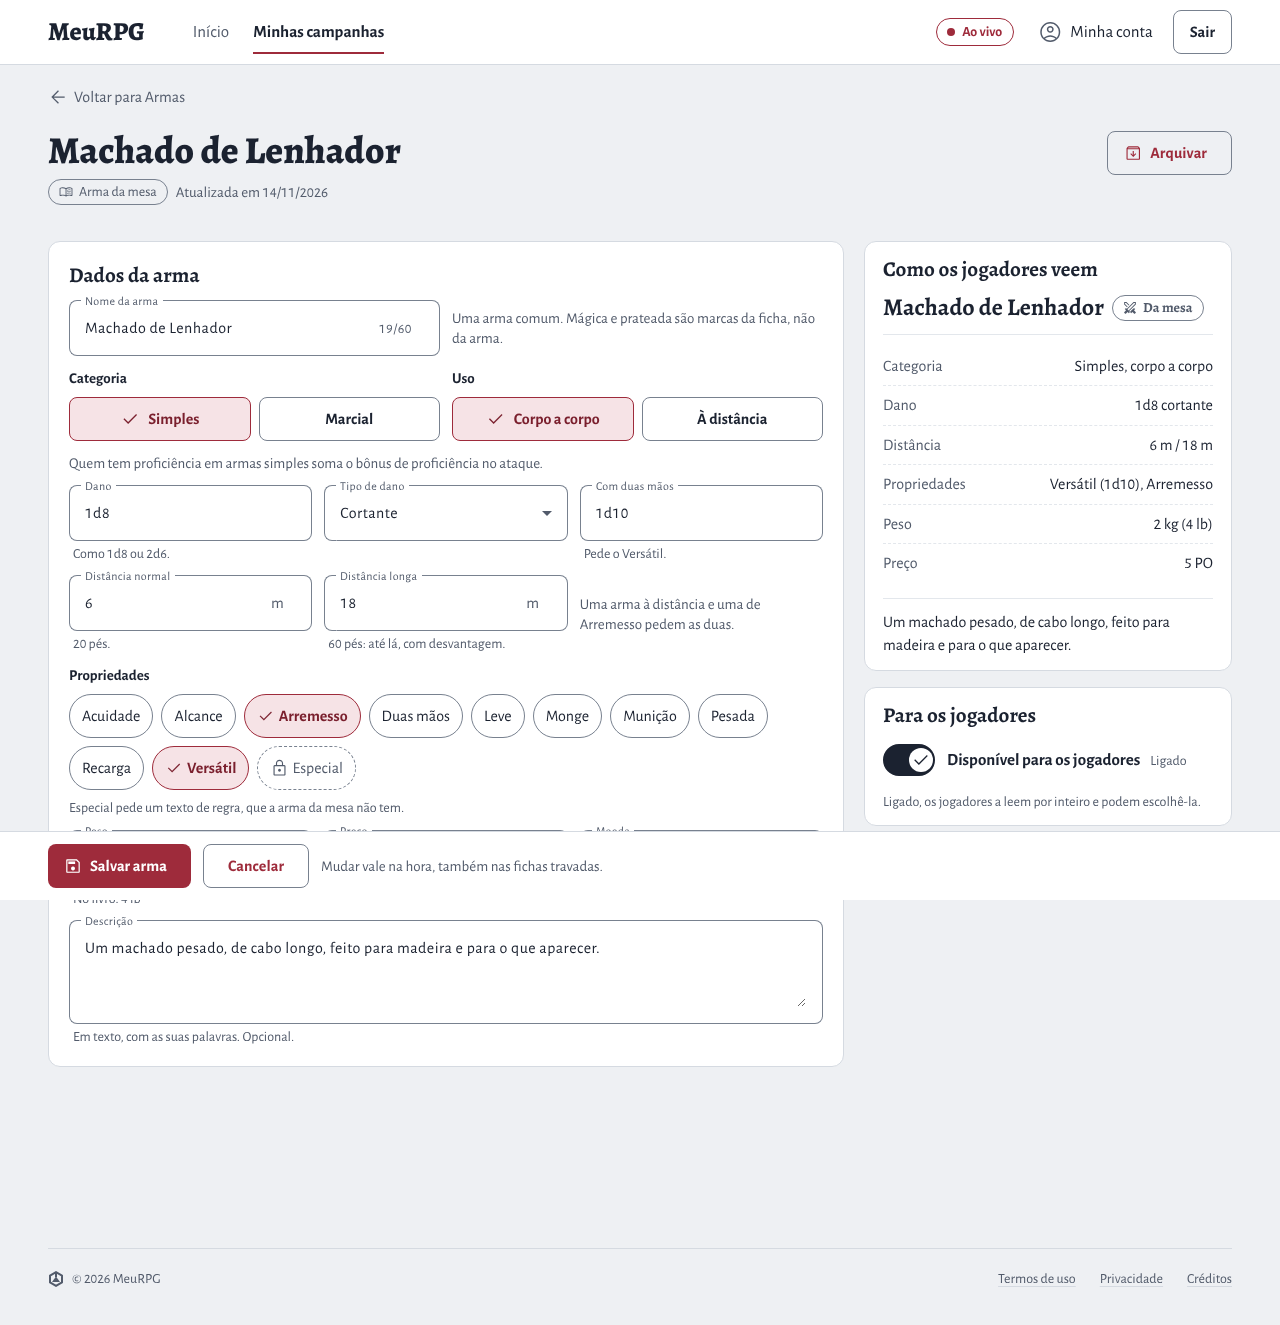 MeuRPG
Início
Minhas campanhas
Ao vivo
Minha conta
Sair
Voltar para Armas
Machado de Lenhador
Arquivar
Arma da mesa
Atualizada em 14/11/2026
Dados da arma
Nome da arma
Machado de Lenhador
19/60
Uma arma comum. Mágica e prateada são marcas da ficha, não
da arma.
Categoria
Uso
Simples
Marcial
Corpo a corpo
À distância
Quem tem proficiência em armas simples soma o bônus de proficiência no ataque.
Dano
1d8
Como 1d8 ou 2d6.
Tipo de dano
Cortante
Com duas mãos
1d10
Pede o Versátil.
Distância normal
6
m
20 pés.
Distância longa
18
m
60 pés: até lá, com desvantagem.
Uma arma à distância e uma de
Arremesso pedem as duas.
Propriedades
Acuidade
Alcance
Arremesso
Duas mãos
Leve
Monge
Munição
Pesada
Recarga
Versátil
Especial
Especial pede um texto de regra, que a arma da mesa não tem.
Peso
Preço
Moeda
Salvar arma
Cancelar
Mudar vale na hora, também nas fichas travadas.
No livro: 4 lb
Descrição
Um machado pesado, de cabo longo, feito para madeira e para o que aparecer.
Em texto, com as suas palavras. Opcional.
Como os jogadores veem
Machado de Lenhador
Da mesa
Categoria
Simples, corpo a corpo
Dano
1d8 cortante
Distância
6 m / 18 m
Propriedades
Versátil (1d10), Arremesso
Peso
2 kg (4 lb)
Preço
5 PO
Um machado pesado, de cabo longo, feito para
madeira e para o que aparecer.
Para os jogadores
Disponível para os jogadores
Ligado
Ligado, os jogadores a leem por inteiro e podem escolhê-la.
© 2026 MeuRPG
Termos de uso
Privacidade
Créditos